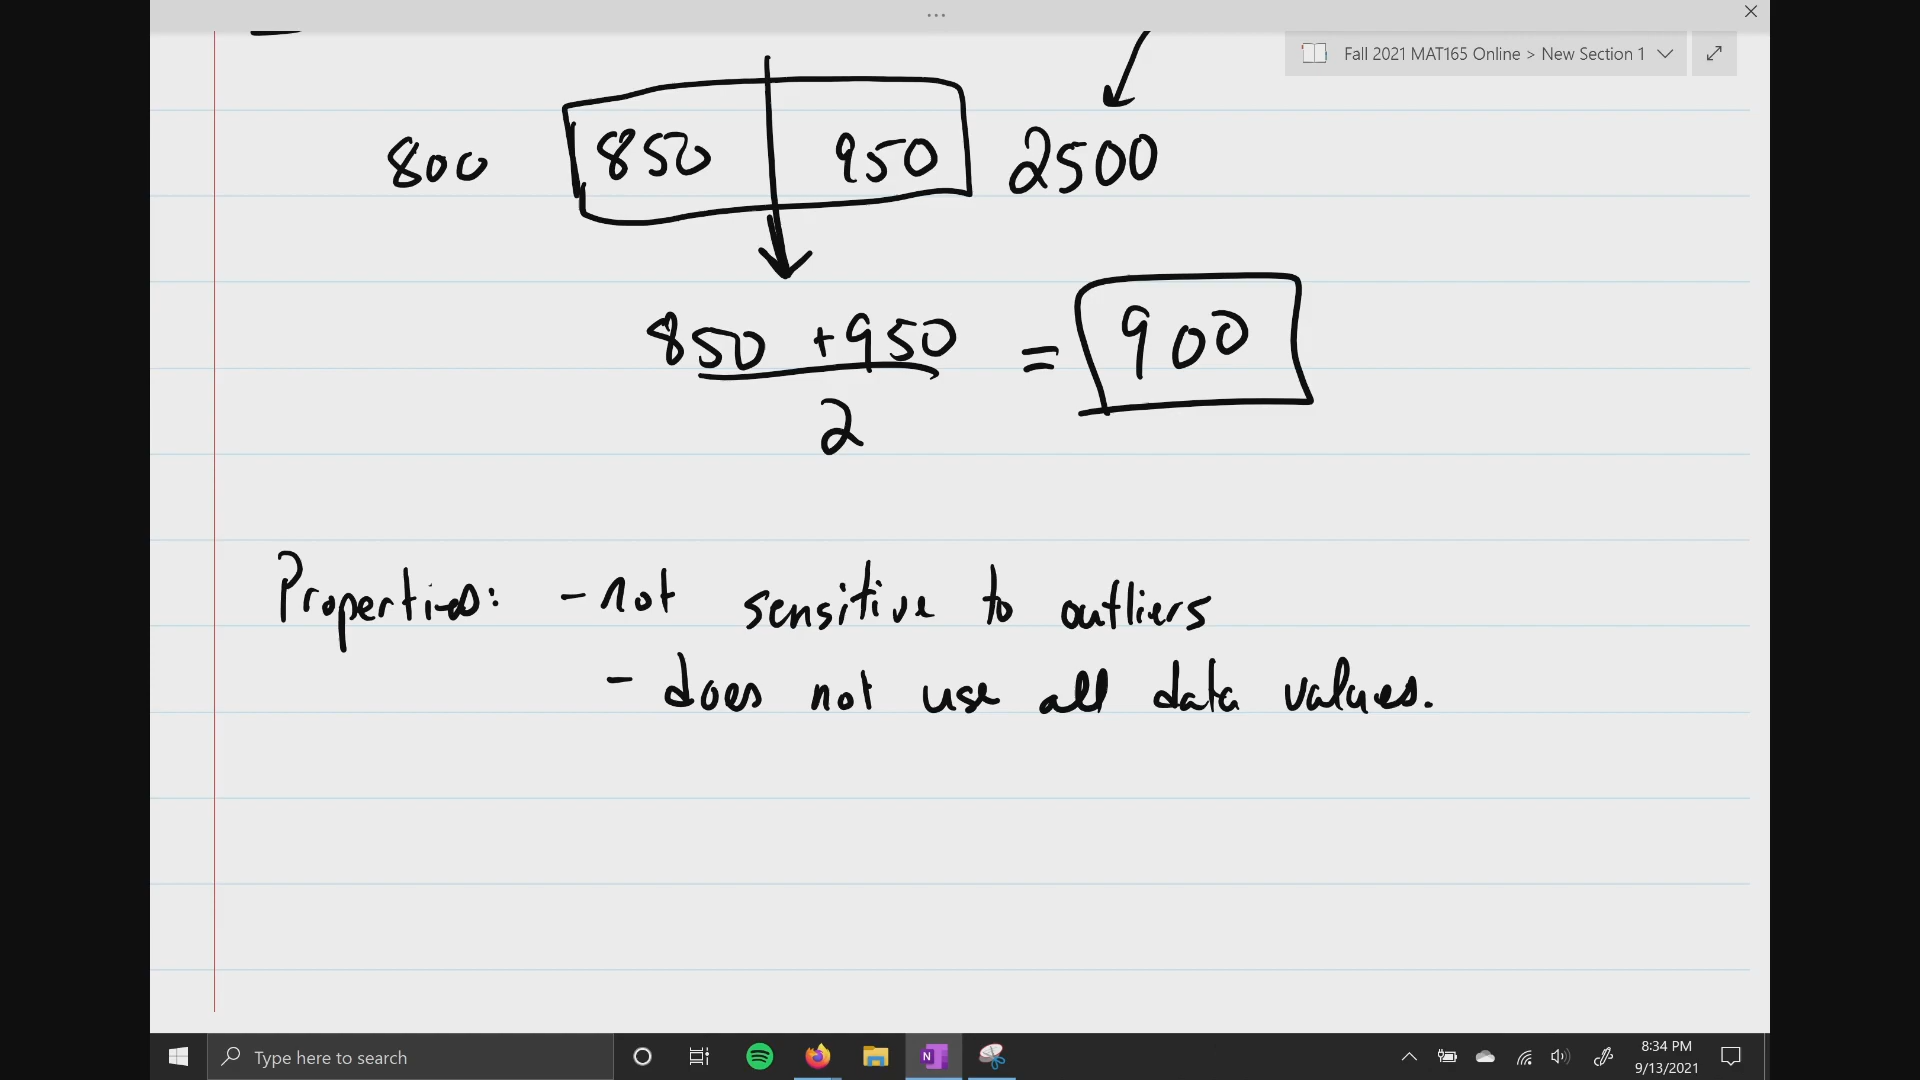 Fall 2021 MAT165 Online > New Section 1
800 850 950 2500
850 + 950
2
= 900
Properties: - not sensitive to outliers
- does not use all data values.
Type here to search
8:34 PM
9/13/2021